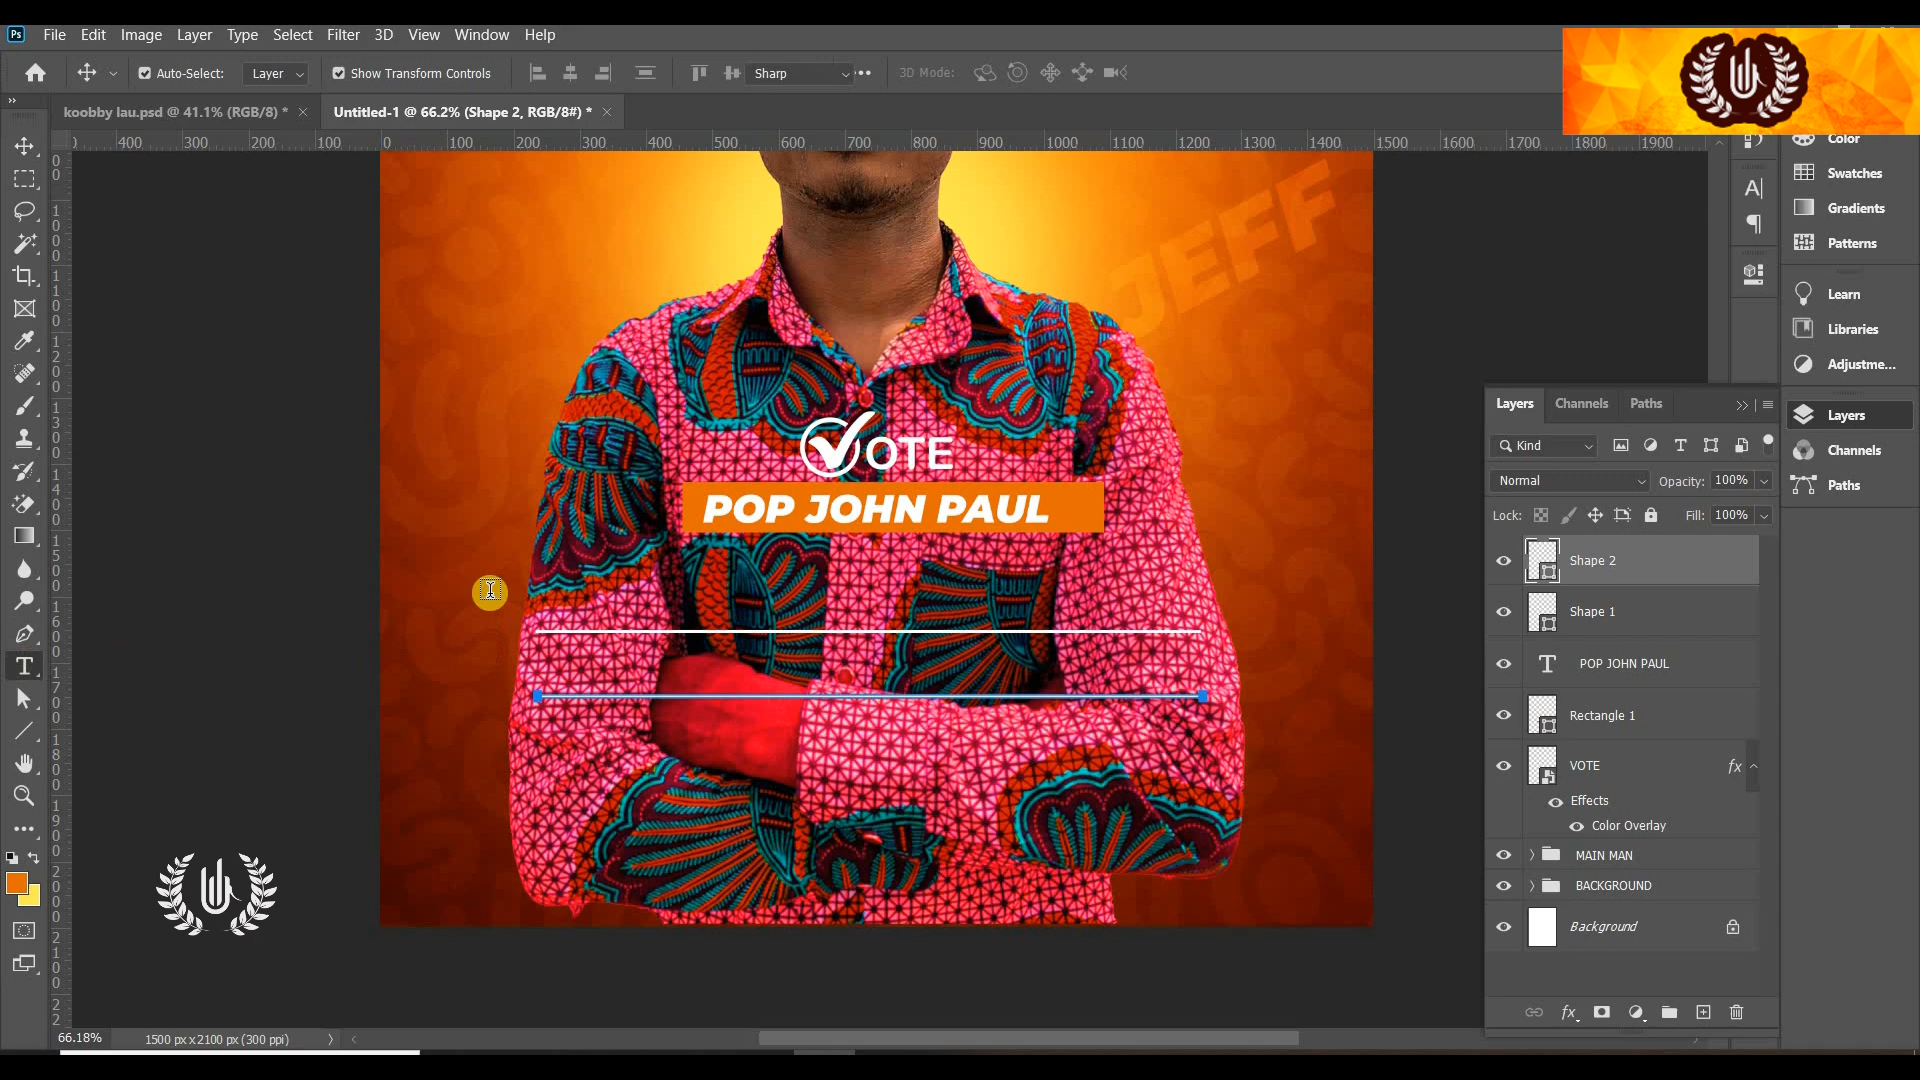 Ps File Edit Image Layer Type Select Filter 3D View Window Help
Auto-Select: Layer Show Transform Controls Sharp 3D Mode:
koobby lau.psd @ 41.1% (RGB/8) * Untitled-1 @ 66.2% (Shape 2, RGB/8#) *
400 300 200 100 0 100 200 300 400 500 600 700 800 900 1000 1100 1200 1300 1400 1500 1600 1700 1800 1900
JEFF
OTE
POP JOHN PAUL
Color
Swatches
Gradients
Patterns
Learn
Libraries
Adjustme...
Layers
Channels
Paths
Layers Channels Paths
Kind
Normal Opacity: 100%
Lock: Fill: 100%
Shape 2
Shape 1
POP JOHN PAUL
Rectangle 1
VOTE fx
Effects
Color Overlay
MAIN MAN
BACKGROUND
Background
fx
66.18% 1500 px x 2100 px (300 ppi)